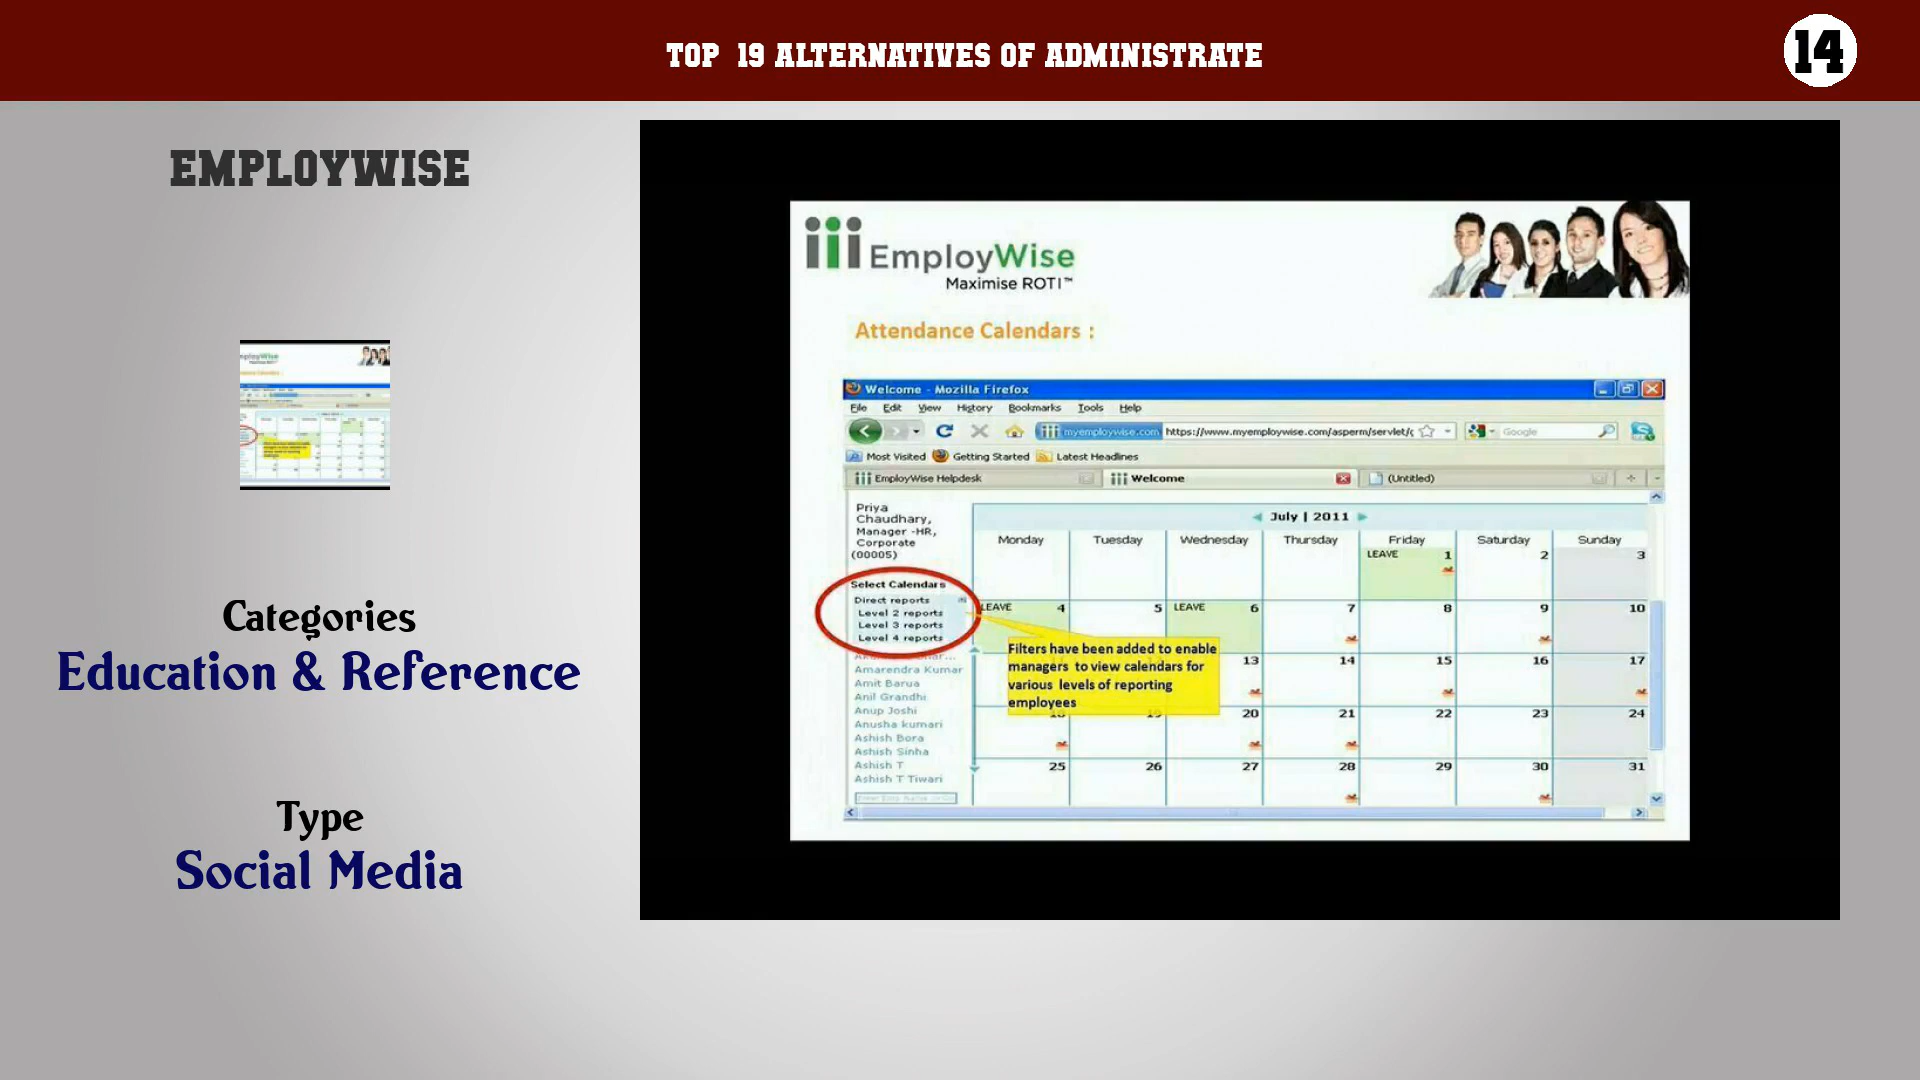 TOP 19 ALTERNATIVES OF ADMINISTRATE
14
EMPLOYWISE
Categories
Education & Reference
Type
Social Media
EmployWise
Maximise ROTI™
Attendance Calendars :
Welcome - Mozilla Firefox
File Edit View History Bookmarks Tools Help
myemploywise.com https://www.myemploywise.com/asperm/servlet/c Google
Most Visited Getting Started Latest Headlines
EmployWise Helpdesk Welcome (Untitled)
Priya
Chaudhary,
Manager -HR,
Corporate
(00005)
Select Calendars
Direct reports
Level 2 reports
Level 3 reports
Level 4 reports
Amarendra Kumar
Amit Barua
Anil Grandhi
Anup Joshi
Anusha kumari
Ashish Bora
Ashish Sinha
Ashish T
Ashish T Tiwari
July | 2011
Monday Tuesday Wednesday Thursday Friday Saturday Sunday
LEAVE 1 2 3
LEAVE 4 5 LEAVE 6 7 8 9 10
13 14 15 16 17
18 19 20 21 22 23 24
25 26 27 28 29 30 31
Filters have been added to enable
managers to view calendars for
various levels of reporting
employees